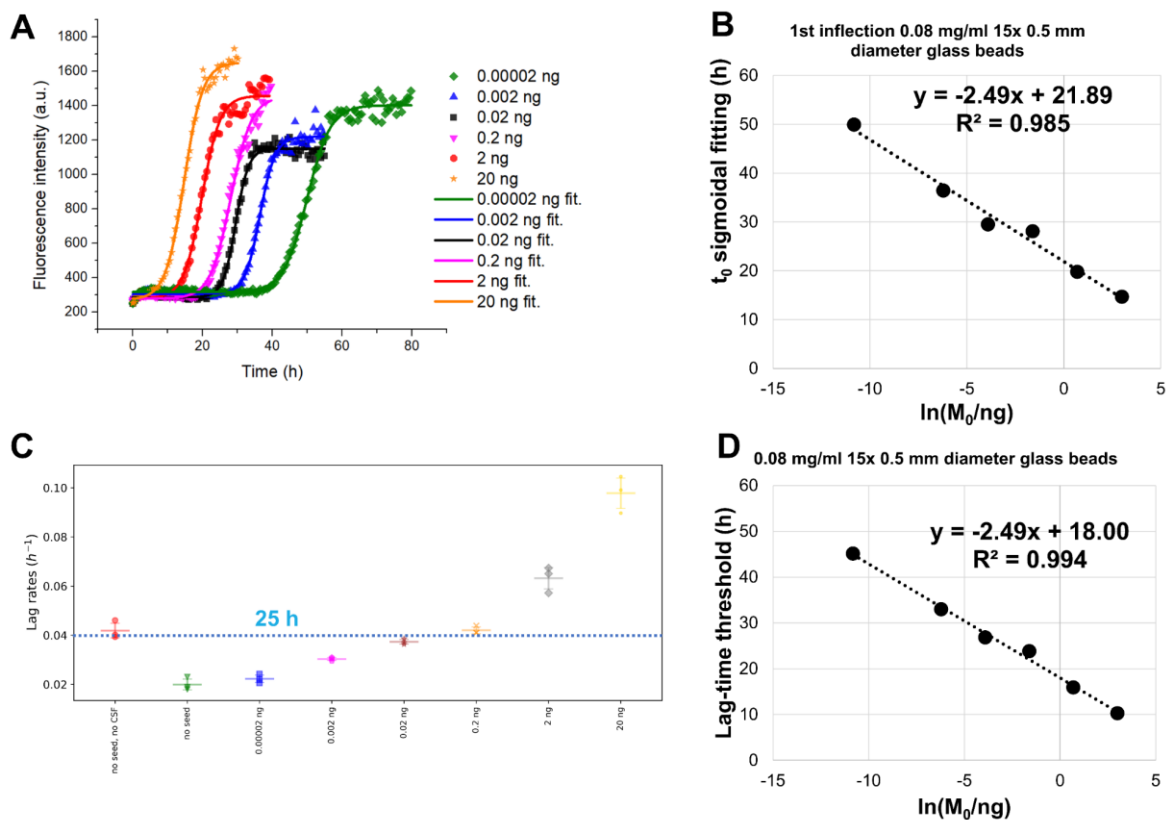 A
Fluorescence intensity (a.u.)
1800
1600
1400
1200
1000
800
600
400
200
0
20
40
60
80
Time (h)
0.00002 ng
0.002 ng
0.02 ng
0.2 ng
2 ng
20 ng
0.00002 ng fit.
0.002 ng fit.
0.02 ng fit.
0.2 ng fit.
2 ng fit.
20 ng fit.
B
1st inflection 0.08 mg/ml 15x 0.5 mm
diameter glass beads
t₀ sigmoidal fitting (h)
60
50
40
30
20
10
0
y = -2.49x + 21.89
R² = 0.985
-15
-10
-5
0
5
ln(M₀/ng)
C
Lag rates (h⁻¹)
0.10
0.08
0.06
0.04
0.02
25 h
no seed, no CSF
no seed
0.00002 ng
0.002 ng
0.02 ng
0.2 ng
2 ng
20 ng
D
0.08 mg/ml 15x 0.5 mm diameter glass beads
Lag-time threshold (h)
60
50
40
30
20
10
0
y = -2.49x + 18.00
R² = 0.994
-15
-10
-5
0
5
ln(M₀/ng)